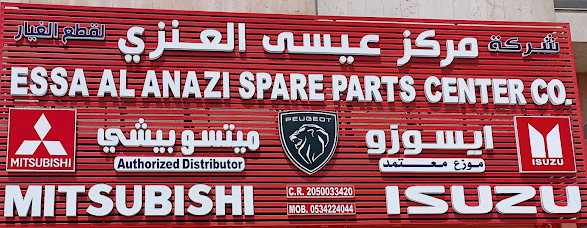 شركة مركز عيسى العنزي لقطع الغيار
ESSA AL ANAZI SPARE PARTS CENTER CO.
MITSUBISHI
ميتسوبيشي
Authorized Distributor
PEUGEOT
ايسوزو
موزع معتمد
ISUZU
MITSUBISHI
C.R. 2050033420
MOB. 0534224044
ISUZU